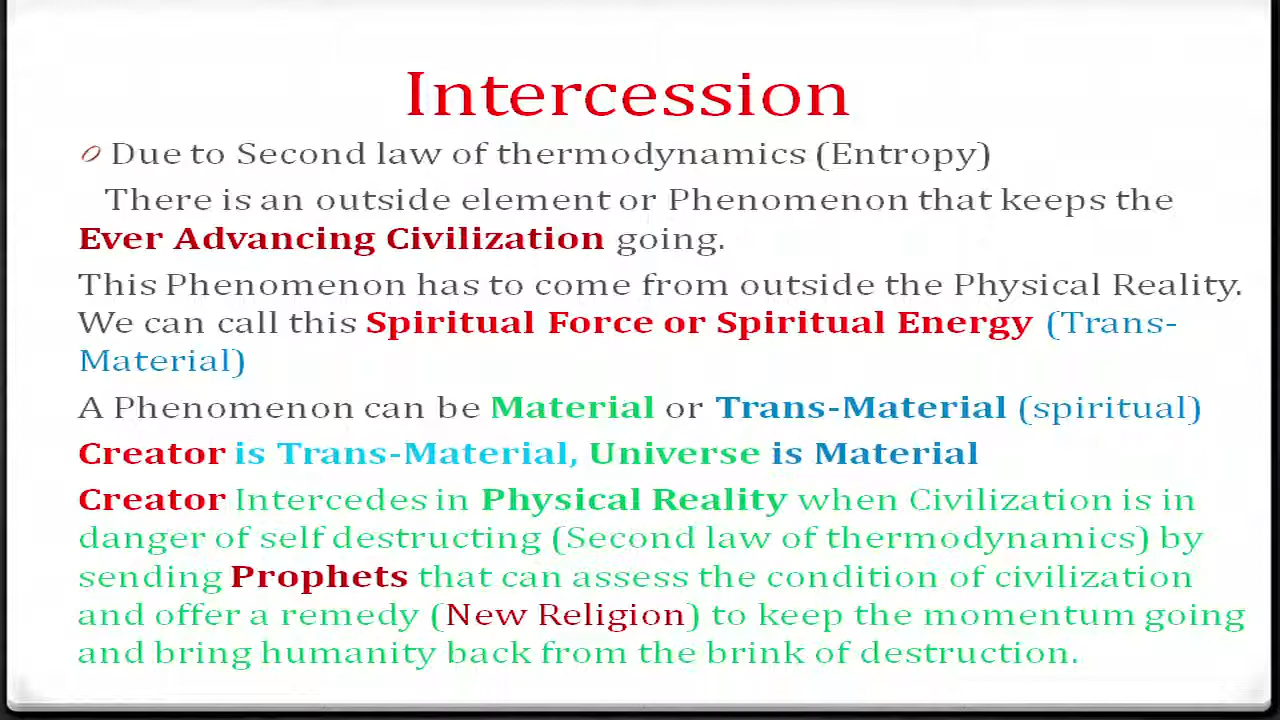 Intercession
Due to Second law of thermodynamics (Entropy)
There is an outside element or Phenomenon that keeps the
Ever Advancing Civilization going.
This Phenomenon has to come from outside the Physical Reality.
We can call this Spiritual Force or Spiritual Energy (Trans-
Material)
A Phenomenon can be Material or Trans-Material (spiritual)
Creator is Trans-Material, Universe is Material
Creator Intercedes in Physical Reality when Civilization is in
danger of self destructing (Second law of thermodynamics) by
sending Prophets that can assess the condition of civilization
and offer a remedy (New Religion) to keep the momentum going
and bring humanity back from the brink of destruction.